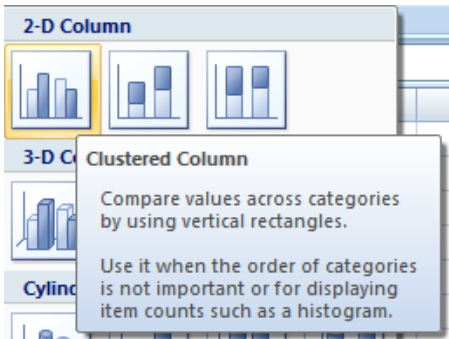 2-D Column
3-D C
Clustered Column
Compare values across categories
by using vertical rectangles.
Use it when the order of categories
is not important or for displaying
item counts such as a histogram.
Cylind